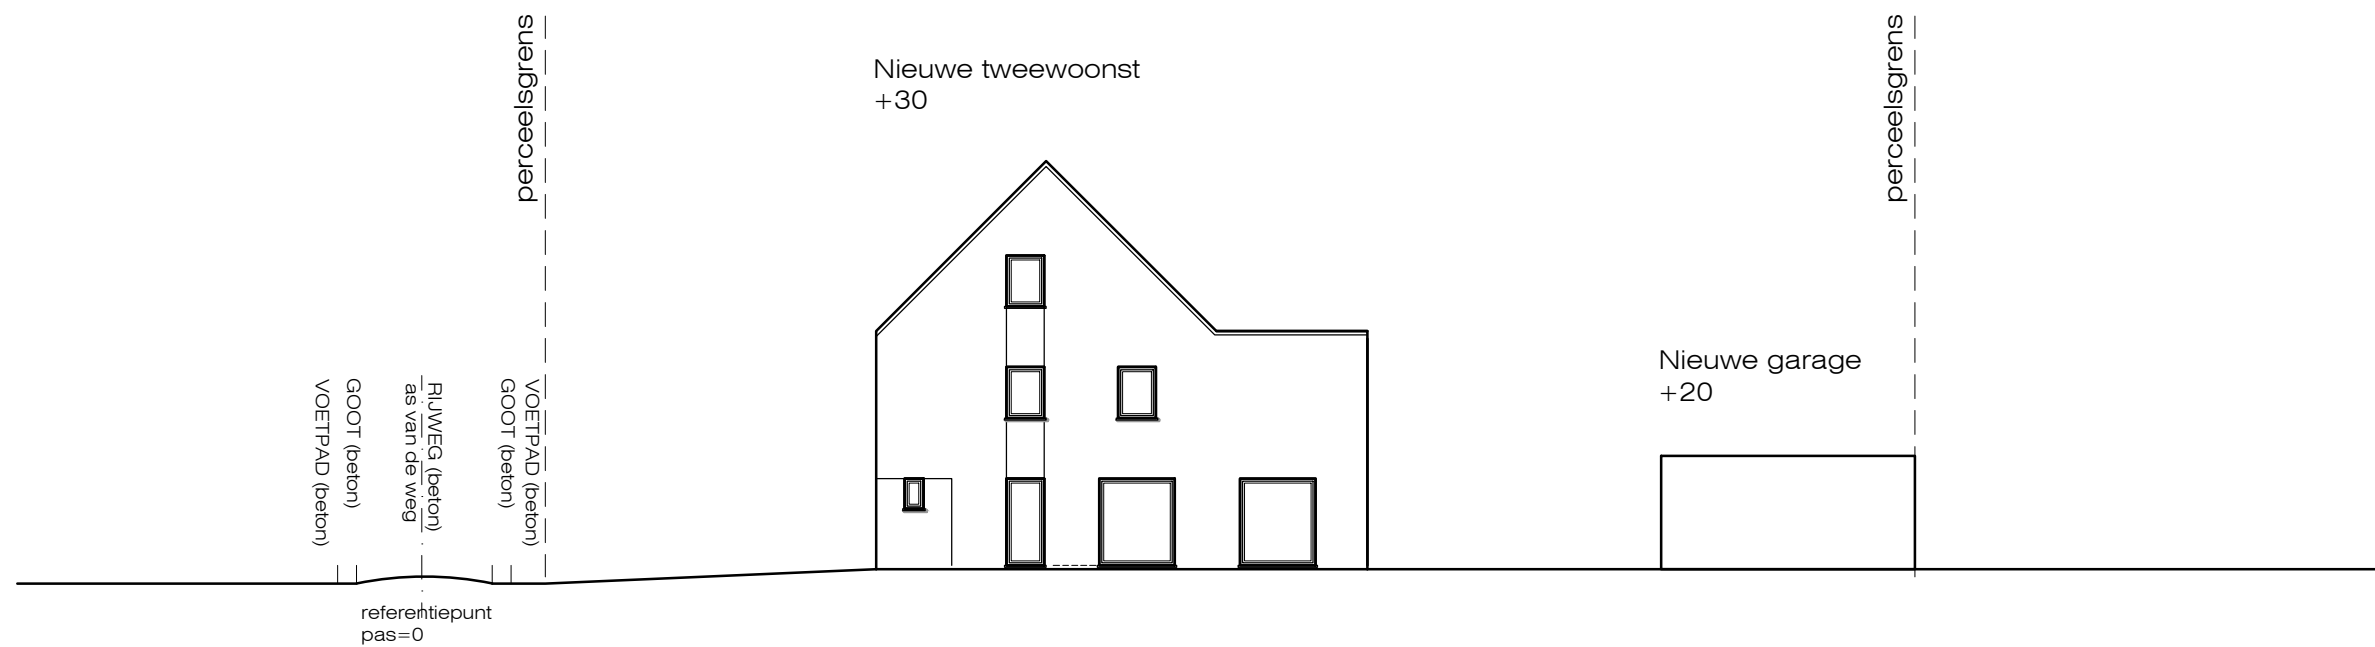 perceelsgrens
Nieuwe tweewoonst
+30
perceelsgrens
Nieuwe garage
+20
VOETPAD (beton)
GOOT (beton)
as van de weg
RIJWEG (beton)
GOOT (beton)
VOETPAD (beton)
referentiepunt
pas=0